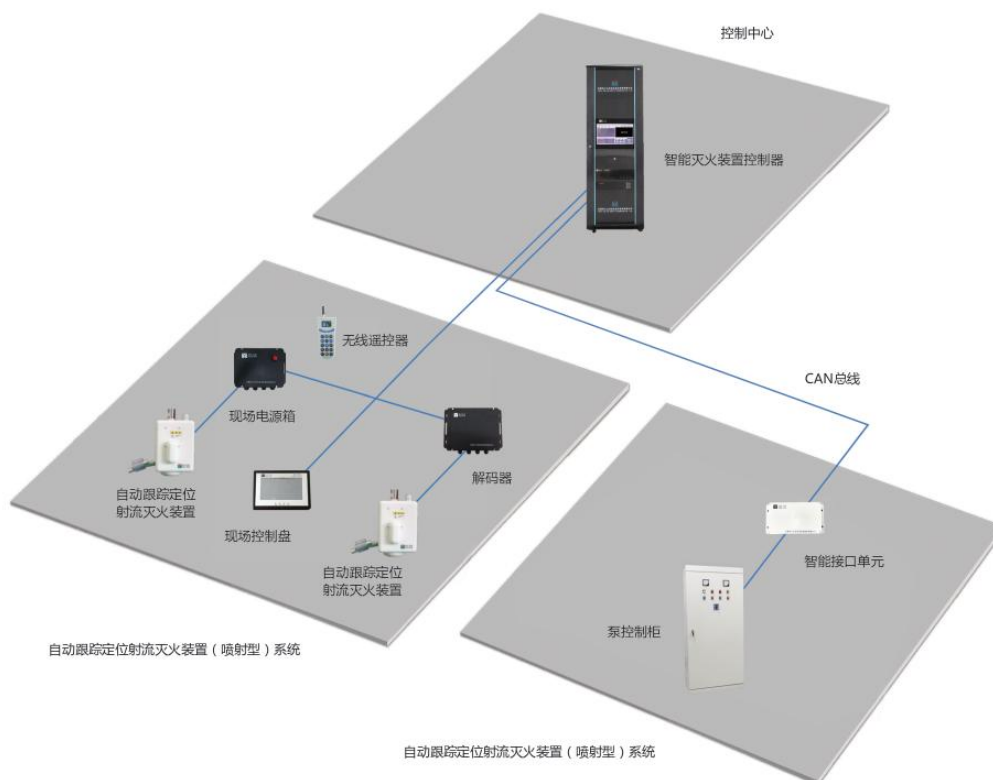 控制中心
智能灭火装置控制器
无线遥控器
CAN总线
现场电源箱
解码器
自动跟踪定位
射流灭火装置
现场控制盘
自动跟踪定位
射流灭火装置
智能接口单元
泵控制柜
自动跟踪定位射流灭火装置（喷射型）系统
自动跟踪定位射流灭火装置（喷射型）系统